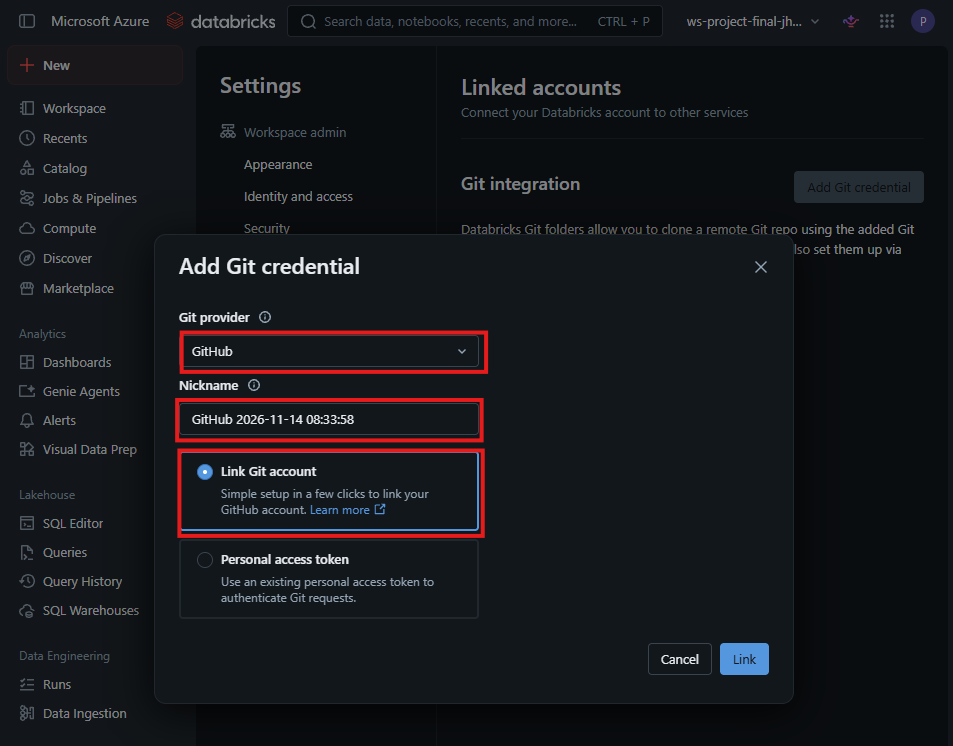 Microsoft Azure
databricks
Search data, notebooks, recents, and more...
CTRL + P
ws-project-final-jh...
P
New
Workspace
Recents
Catalog
Jobs & Pipelines
Compute
Discover
Marketplace
Analytics
Dashboards
Genie Agents
Alerts
Visual Data Prep
Lakehouse
SQL Editor
Queries
Query History
SQL Warehouses
Data Engineering
Runs
Data Ingestion
Settings
Workspace admin
Appearance
Identity and access
Security
Linked accounts
Connect your Databricks account to other services
Git integration
Add Git credential
Databricks Git folders allow you to clone a remote Git repo using the added Git
lso set them up via
Add Git credential
Git provider
GitHub
Nickname
GitHub 2026-11-14 08:33:58
Link Git account
Simple setup in a few clicks to link your
GitHub account. Learn more
Personal access token
Use an existing personal access token to
authenticate Git requests.
Cancel
Link